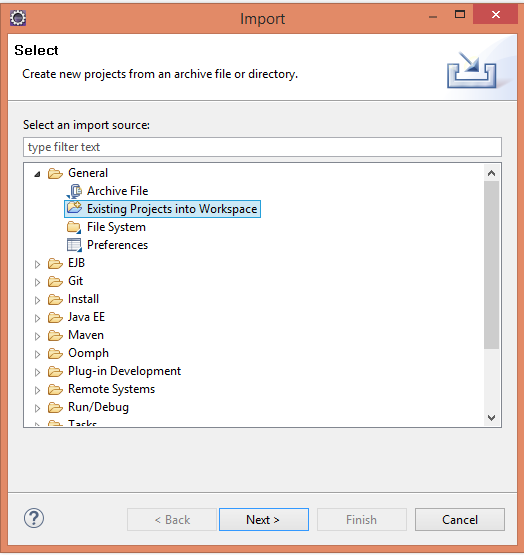 Import
Select
Create new projects from an archive file or directory.
Select an import source:
type filter text
General
Archive File
Existing Projects into Workspace
File System
Preferences
EJB
Git
Install
Java EE
Maven
Oomph
Plug-in Development
Remote Systems
Run/Debug
Tasks
?
< Back
Next >
Finish
Cancel